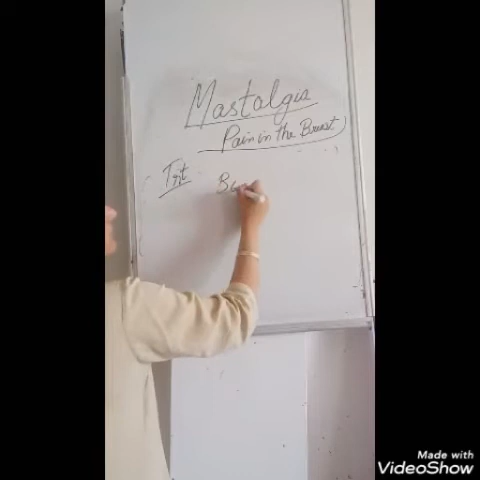 Mastalgia
Pain in the Breast
Trt
Made with
VideoShow